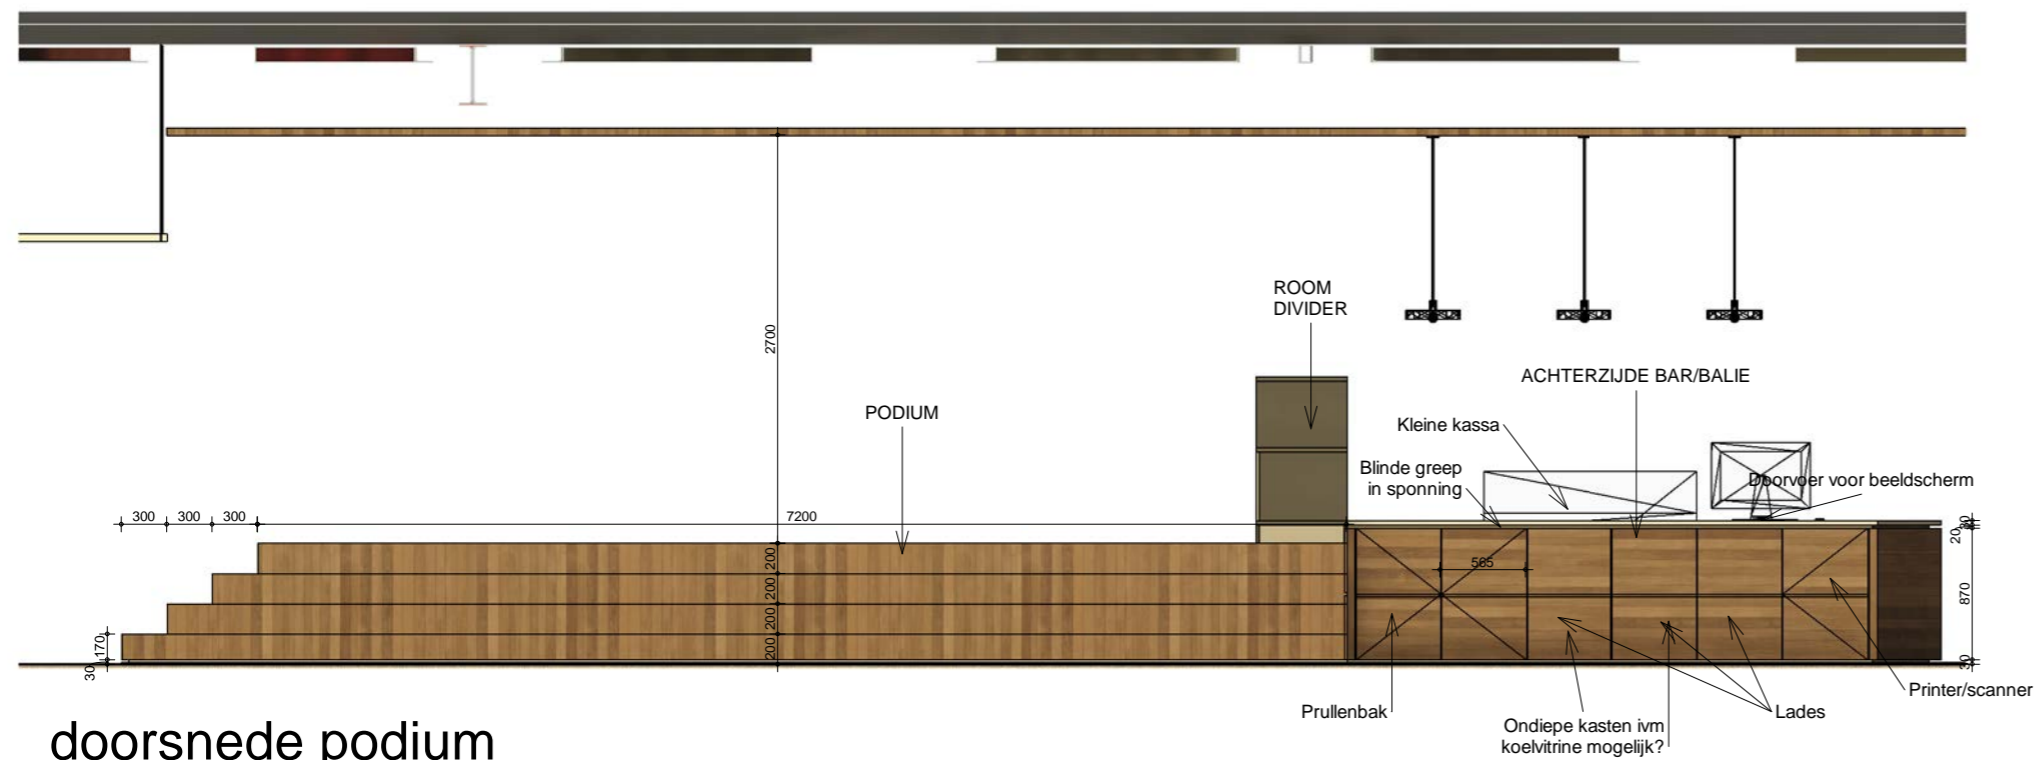 2700
ROOM
DIVIDER
ACHTERZIJDE BAR/BALIE
PODIUM
Kleine kassa
Blinde greep
in sponning
Doorvoer voor beeldscherm
300 300 300
7200
20
200
200
200
200
565
870
170
30
Printer/scanner
Prullenbak
Lades
Ondiepe kasten ivm
koelvitrine mogelijk?
doorsnede podium